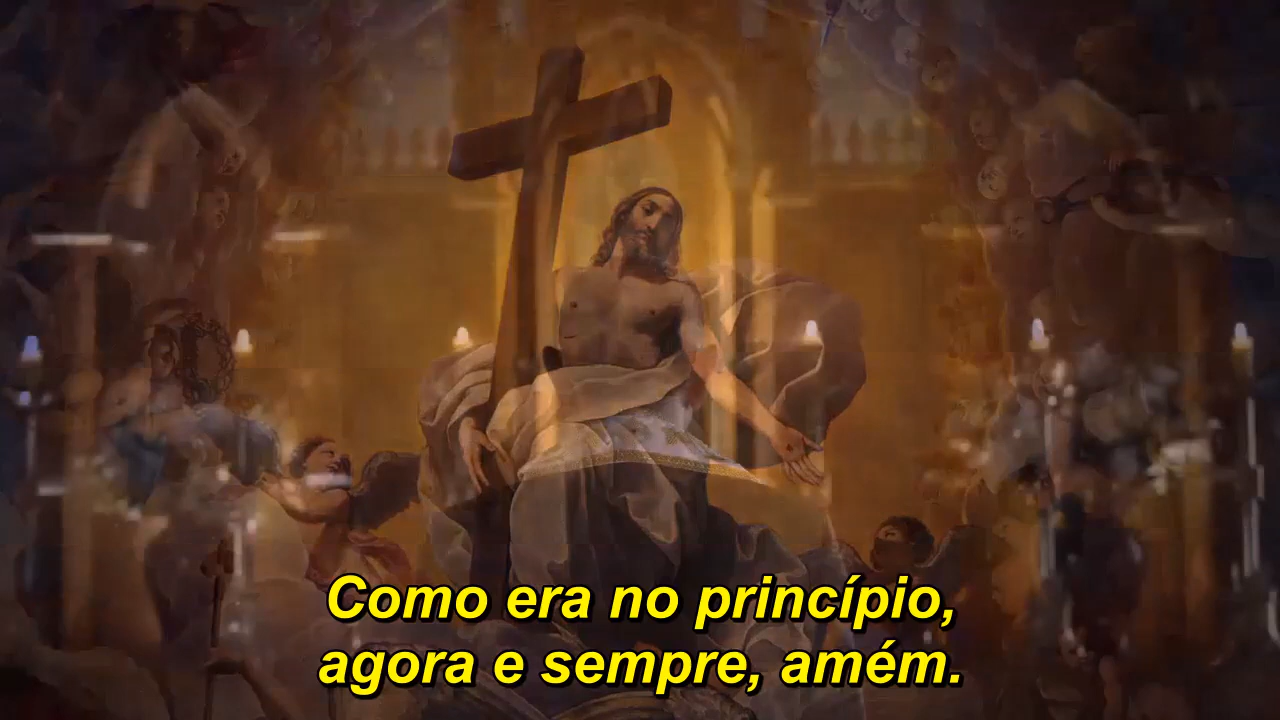 Como era no princípio,
agora e sempre, amém.